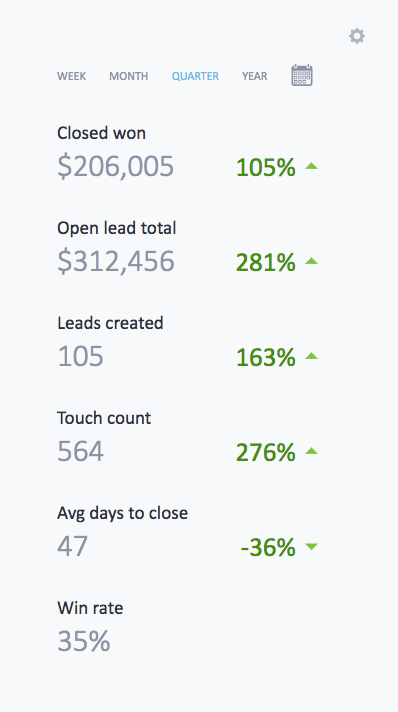 WEEK MONTH QUARTER YEAR
Closed won
$206,005 105%
Open lead total
$312,456 281%
Leads created
105 163%
Touch count
564 276%
Avg days to close
47 -36%
Win rate
35%